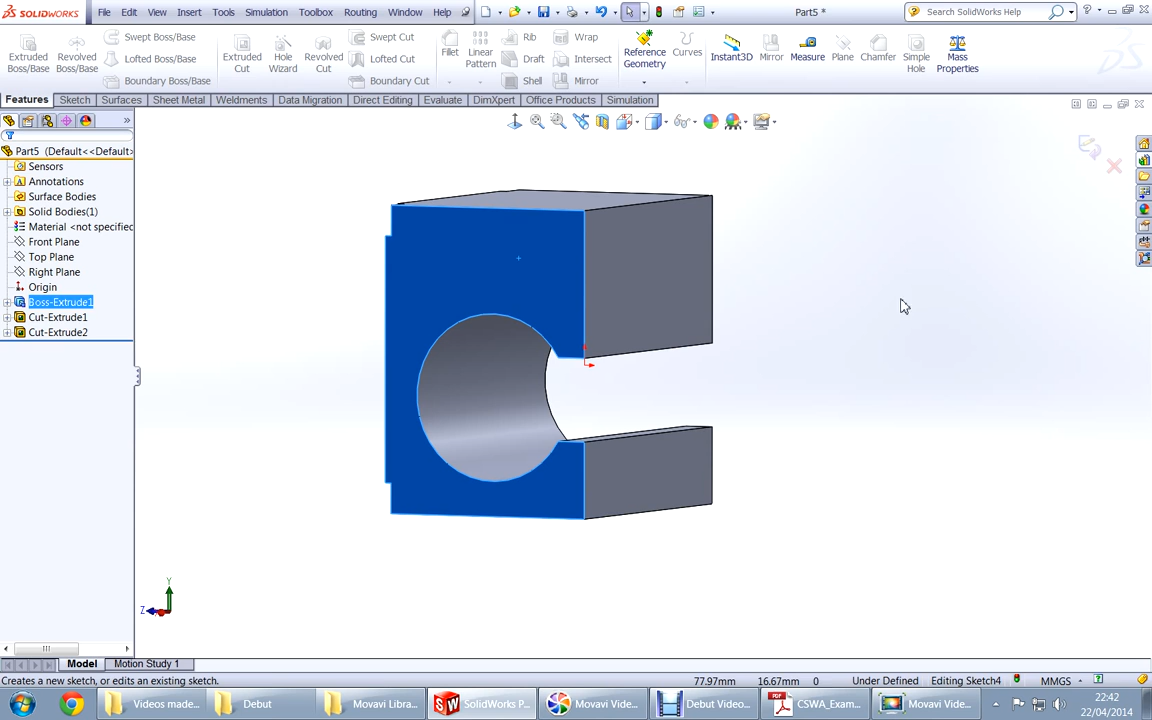 SOLIDWORKS File Edit View Insert Tools Simulation Toolbox Routing Window Help Part5 * Search SolidWorks Help
Extruded Boss/Base Revolved Boss/Base Swept Boss/Base Lofted Boss/Base Boundary Boss/Base Extruded Cut Hole Wizard Revolved Cut Swept Cut Lofted Cut Boundary Cut Fillet Linear Pattern Rib Draft Shell Wrap Intersect Mirror Reference Geometry Curves Instant3D Mirror Measure Plane Chamfer Simple Hole Mass Properties
Features Sketch Surfaces Sheet Metal Weldments Data Migration Direct Editing Evaluate DimXpert Office Products Simulation
Part5 (Default<<Default>
Sensors
Annotations
Surface Bodies
Solid Bodies(1)
Material <not specified
Front Plane
Top Plane
Right Plane
Origin
Boss-Extrude1
Cut-Extrude1
Cut-Extrude2
Y
Z
Model Motion Study 1
Creates a new sketch, or edits an existing sketch. 77.97mm 16.67mm 0 Under Defined Editing Sketch4 MMGS
Videos made... Debut Movavi Libra... SolidWorks P... Movavi Vide... Debut Video... CSWA_Exam... Movavi Vide... 22:42
22/04/2014